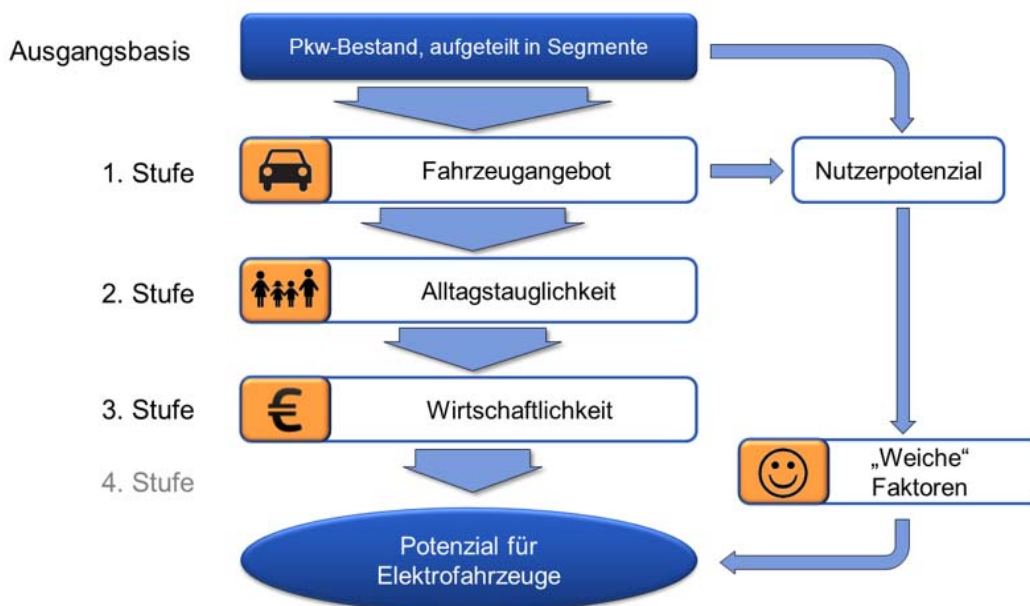 Ausgangsbasis
Pkw-Bestand, aufgeteilt in Segmente
1. Stufe
Fahrzeugangebot
Nutzerpotenzial
2. Stufe
Alltagstauglichkeit
3. Stufe
€
Wirtschaftlichkeit
4. Stufe
„Weiche“
Faktoren
Potenzial für
Elektrofahrzeuge